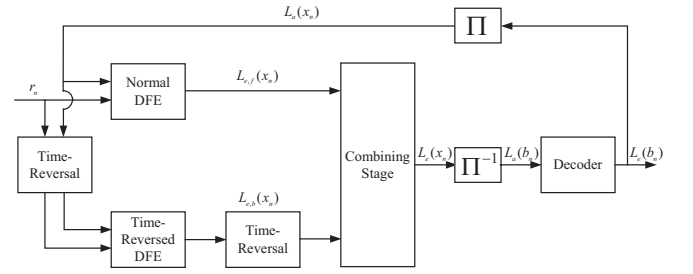 L_a(x_n)
Π
r_n
Normal
DFE
L_{e,f}(x_n)
Time-
Reversal
Combining
Stage
L_e(x_n)
Π^{-1}
L_a(b_n)
Decoder
L_e(b_n)
Time-
Reversed
DFE
L_{e,b}(x_n)
Time-
Reversal